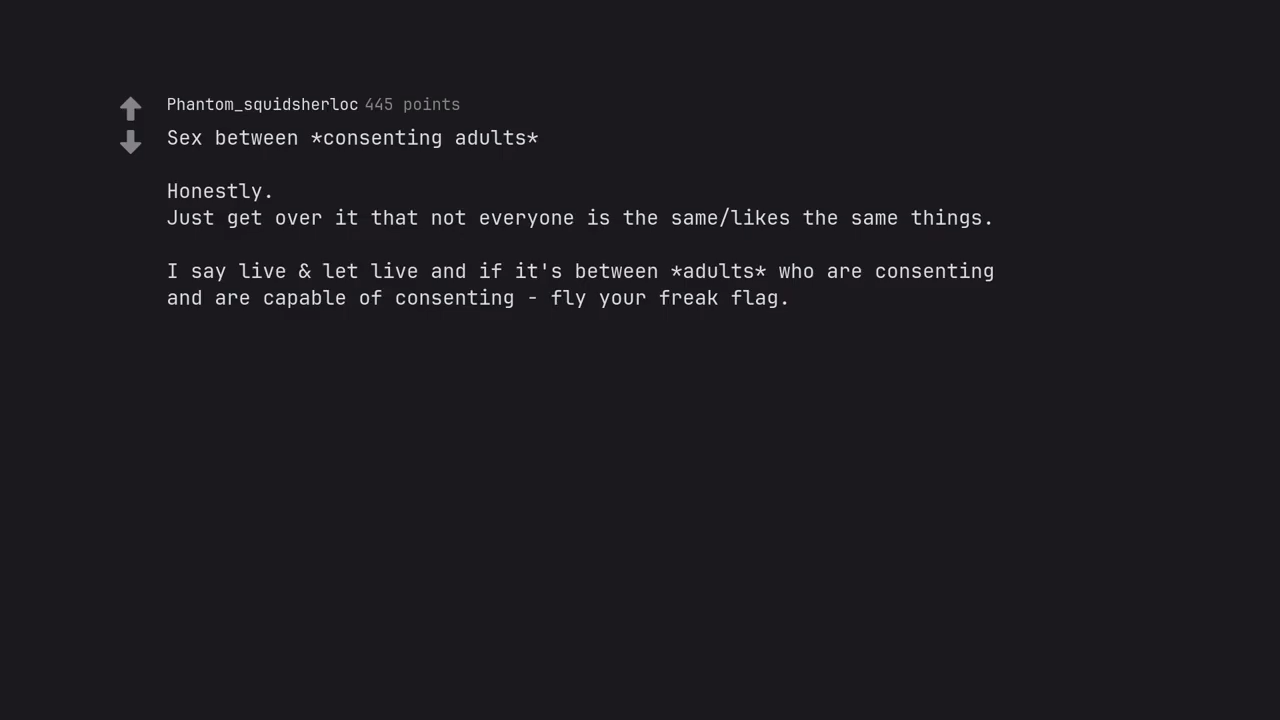 Phantom_squidsherloc 445 points
Sex between *consenting adults*
Honestly.
Just get over it that not everyone is the same/likes the same things.
I say live & let live and if it's between *adults* who are consenting
and are capable of consenting - fly your freak flag.